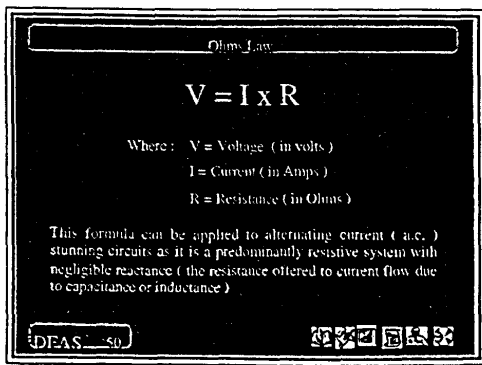 Ohms Law
V = I x R
Where : V = Voltage ( in volts )
I = Current ( in Amps )
R = Resistance ( in Ohms )
This formula can be applied to alternating current ( a.c. )
stunning circuits as it is a predominantly resistive system with
negligible reactance ( the resistance offered to current flow due
to capacitance or inductance )
DEAS 50